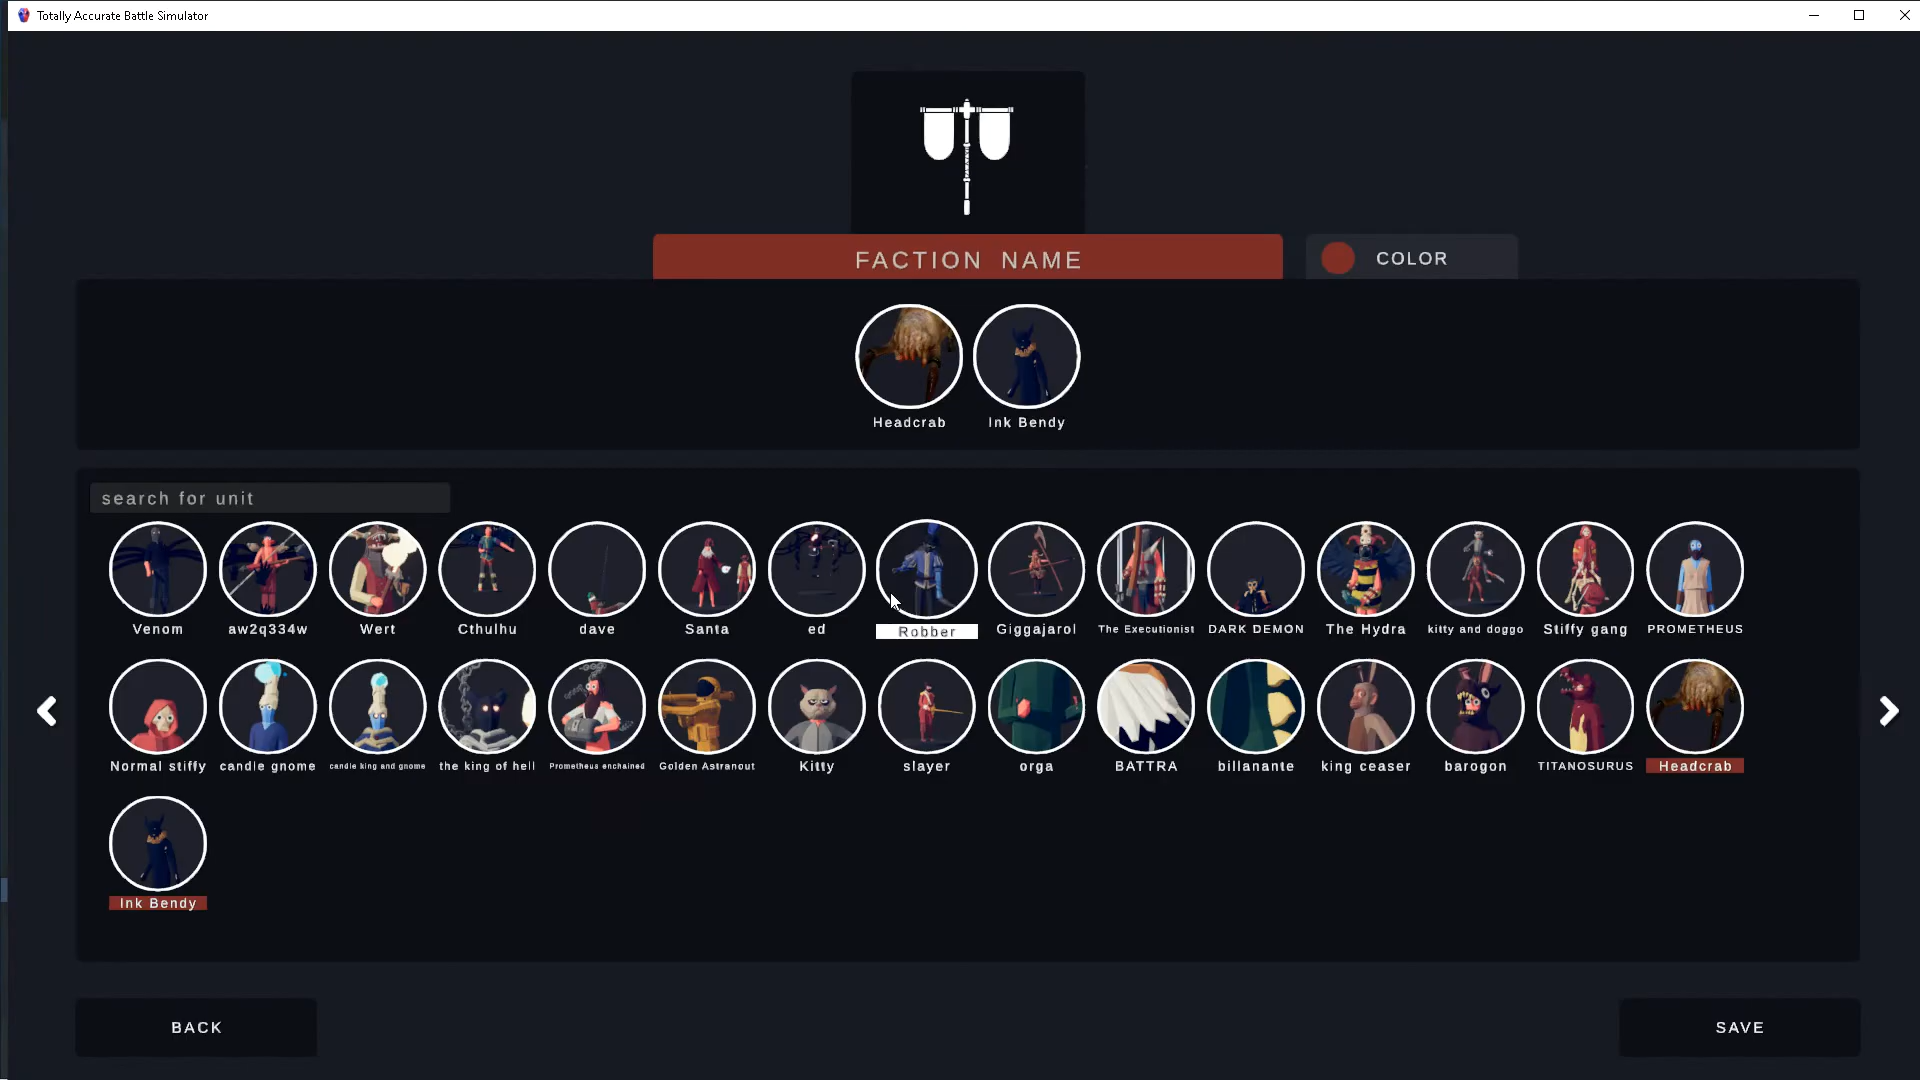 Totally Accurate Battle Simulator
FACTION NAME
COLOR
Headcrab
Ink Bendy
search for unit
Venom
aw2q334w
Wert
Cthulhu
dave
Santa
ed
Robber
Giggajarol
The Executionist
DARK DEMON
The Hydra
kitty and doggo
Stiffy gang
PROMETHEUS
Normal stiffy
candle gnome
candle king and gnome
the king of hell
Prometheus enchained
Golden Astranout
Kitty
slayer
orga
BATTRA
billanante
king ceaser
barogon
TITANOSURUS
Headcrab
Ink Bendy
BACK
SAVE